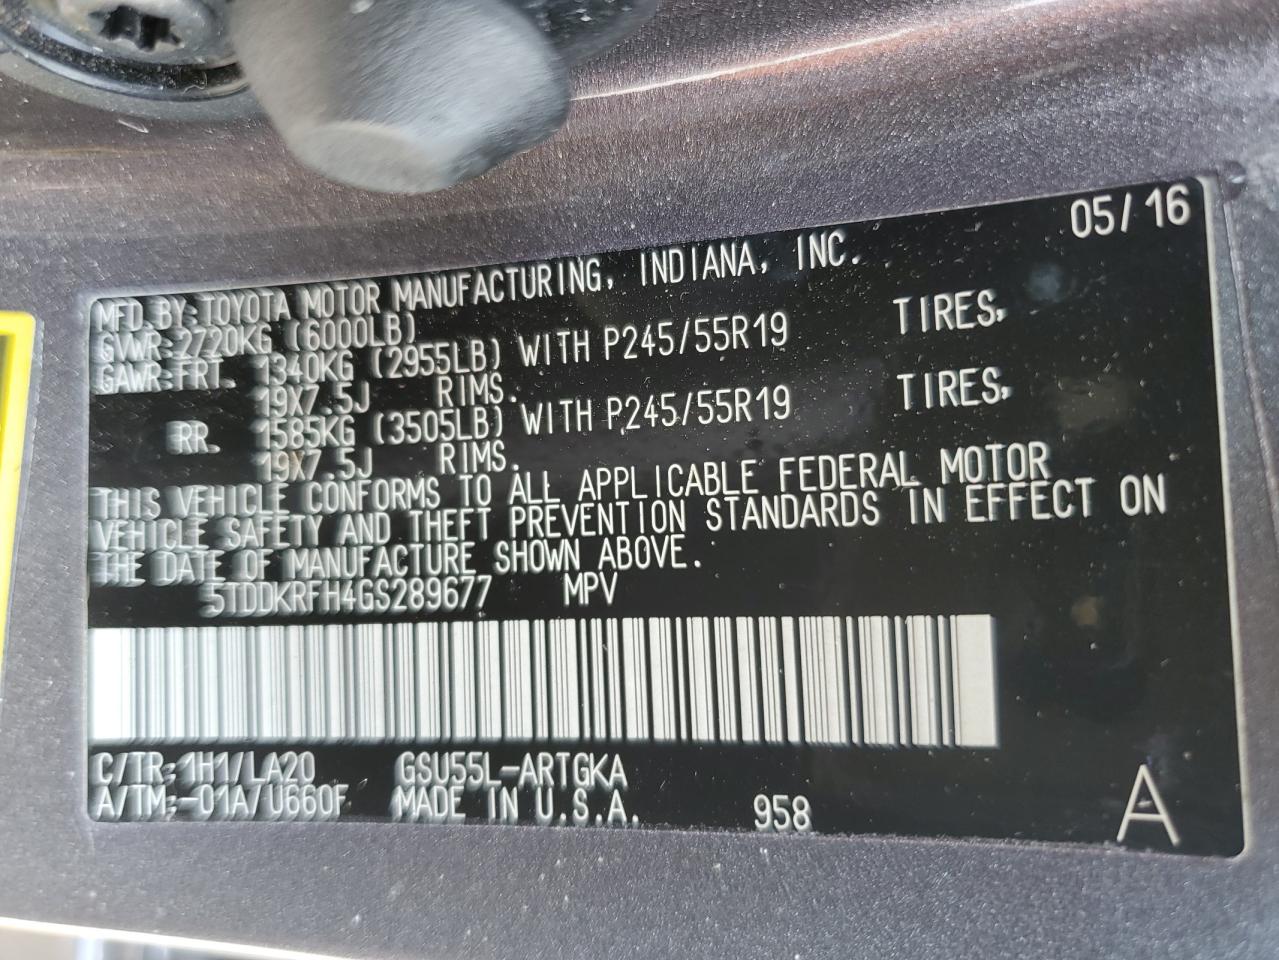 05/16
MFD.BY:TOYOTA MOTOR MANUFACTURING, INDIANA, INC.
GVWR:2720KG (6000LB)
GAWR:FRT. 1340KG (2955LB) WITH P245/55R19 TIRES,
19X7.5J RIMS.
RR. 1585KG (3505LB) WITH P245/55R19 TIRES,
19X7.5J RIMS.
THIS VEHICLE CONFORMS TO ALL APPLICABLE FEDERAL MOTOR
VEHICLE SAFETY AND THEFT PREVENTION STANDARDS IN EFFECT ON
THE DATE OF MANUFACTURE SHOWN ABOVE.
5TDDKRFH4GS289677 MPV
C/TR:1H1/LA20 GSU55L-ARTGKA
A/TM:-01A/U660F MADE IN U.S.A. 958 A